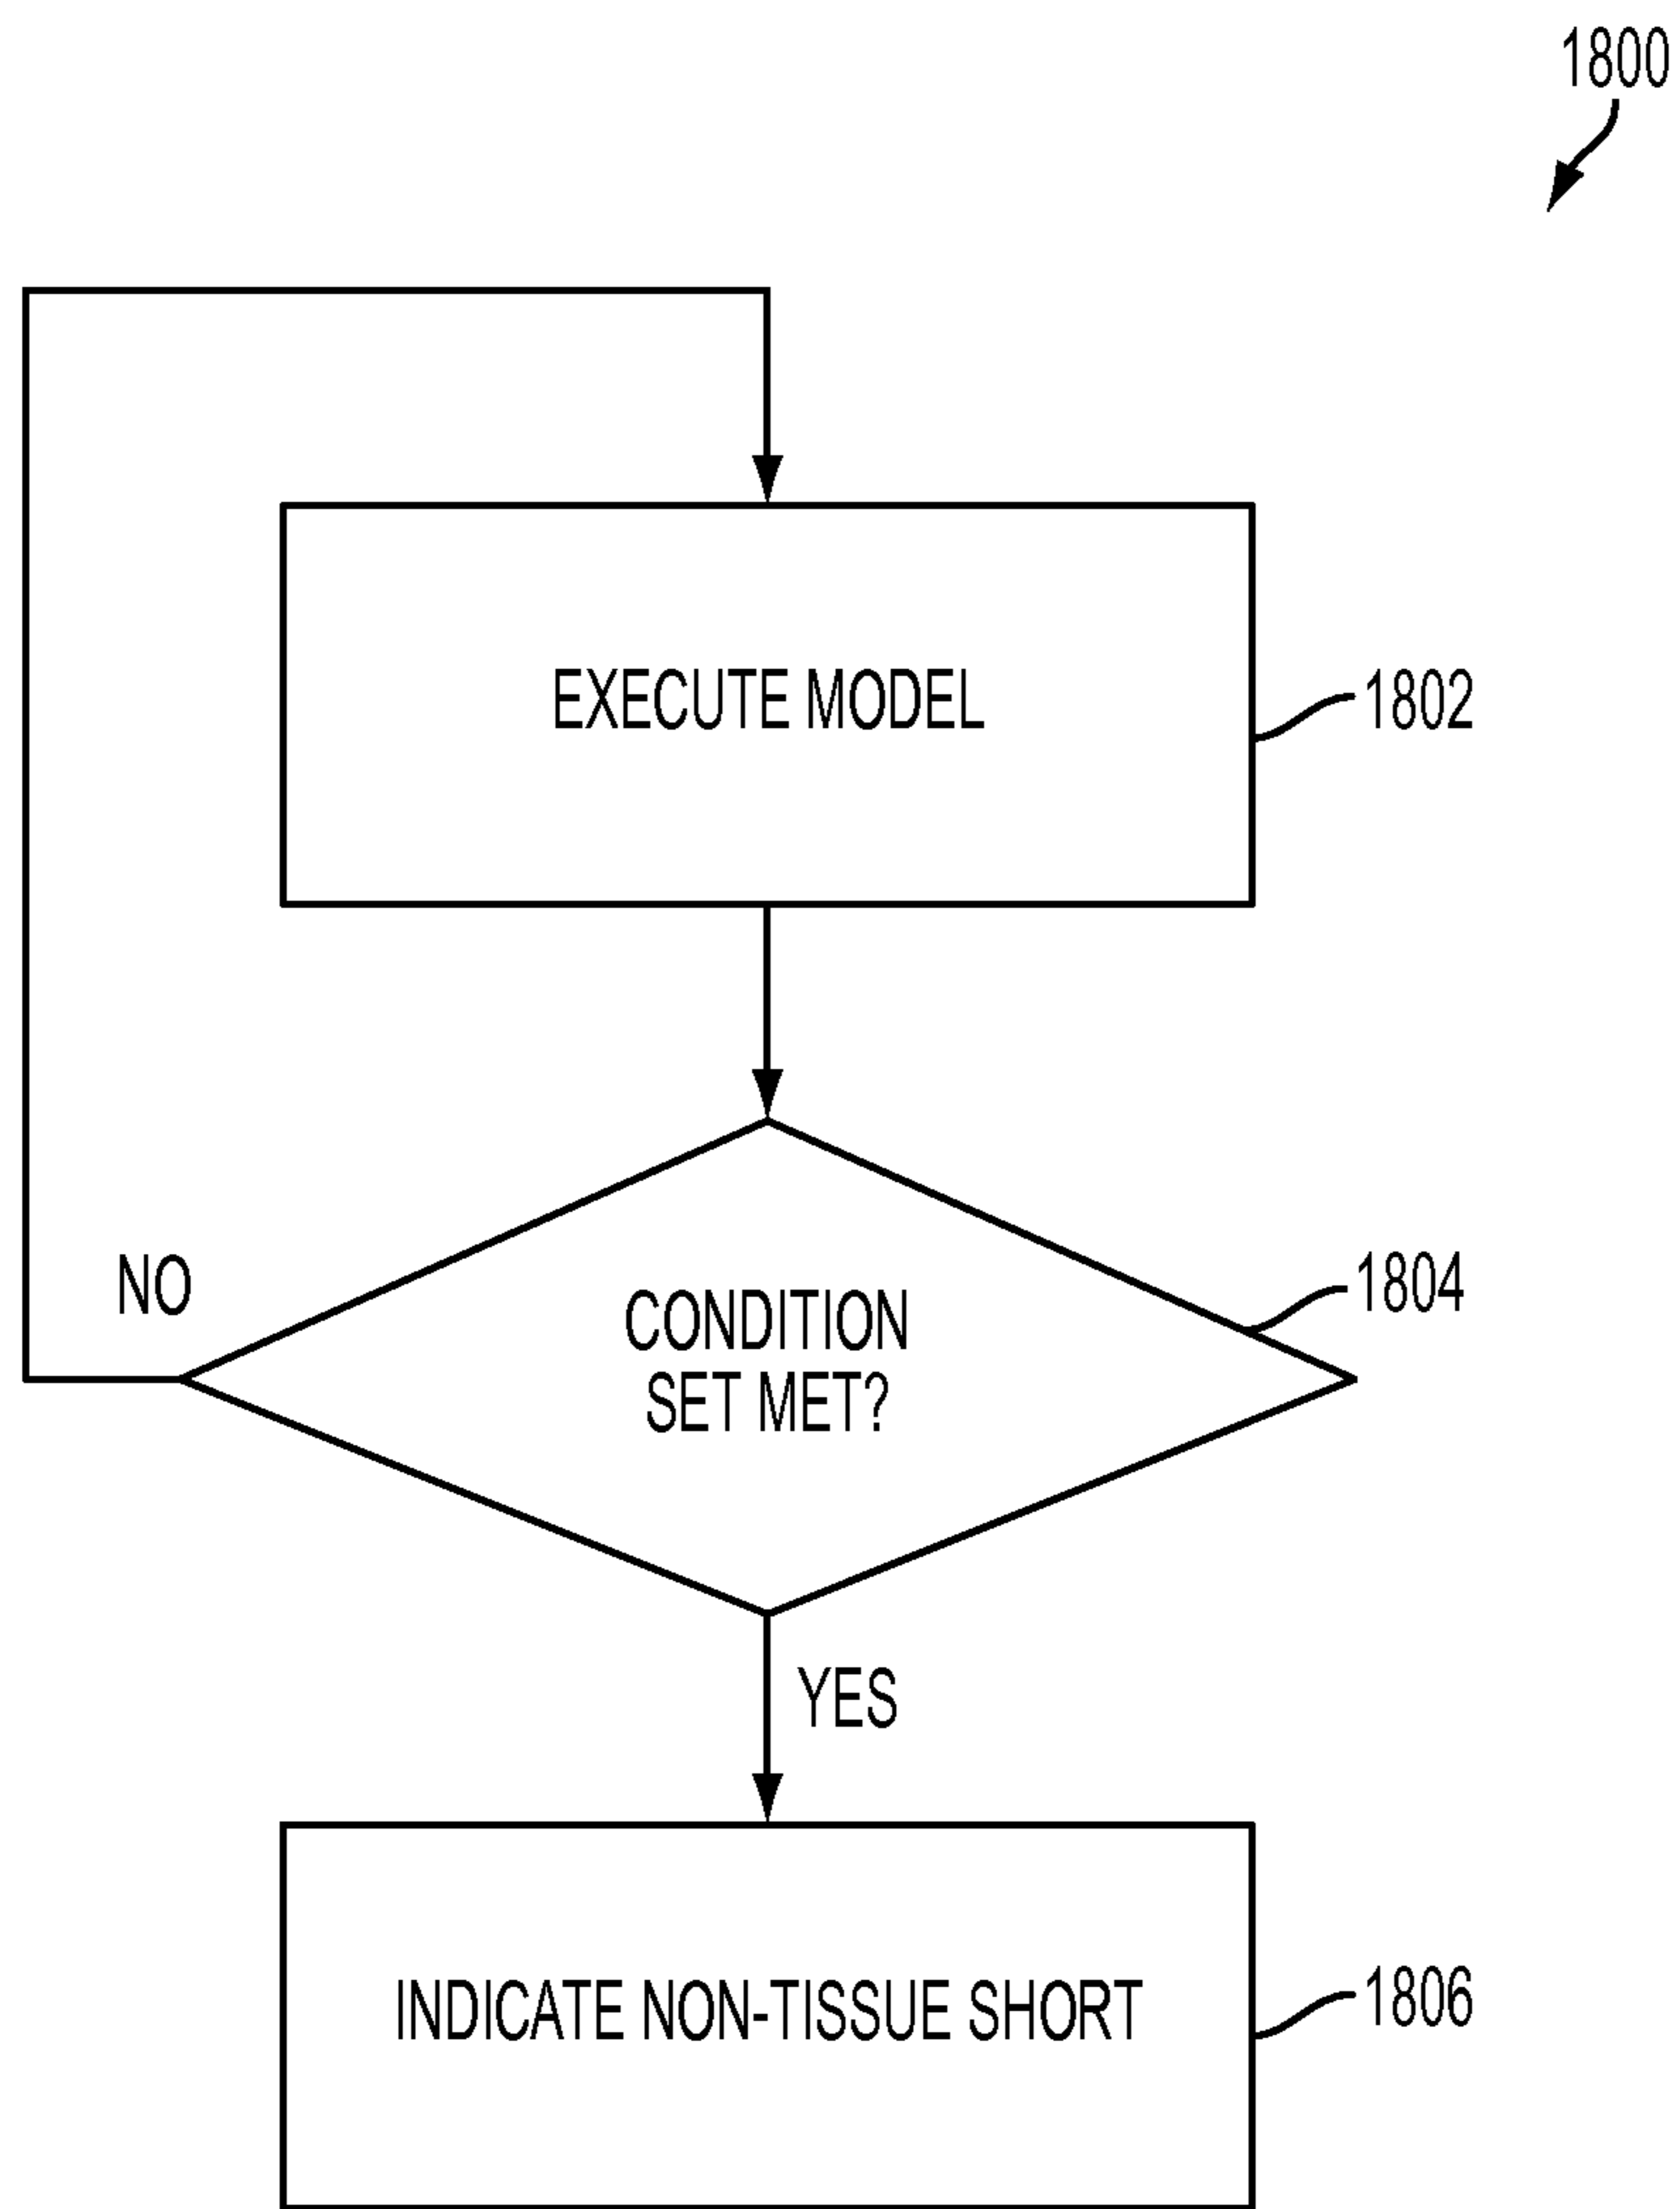 1800
EXECUTE MODEL
1802
NO
CONDITION
SET MET?
1804
YES
INDICATE NON-TISSUE SHORT
1806